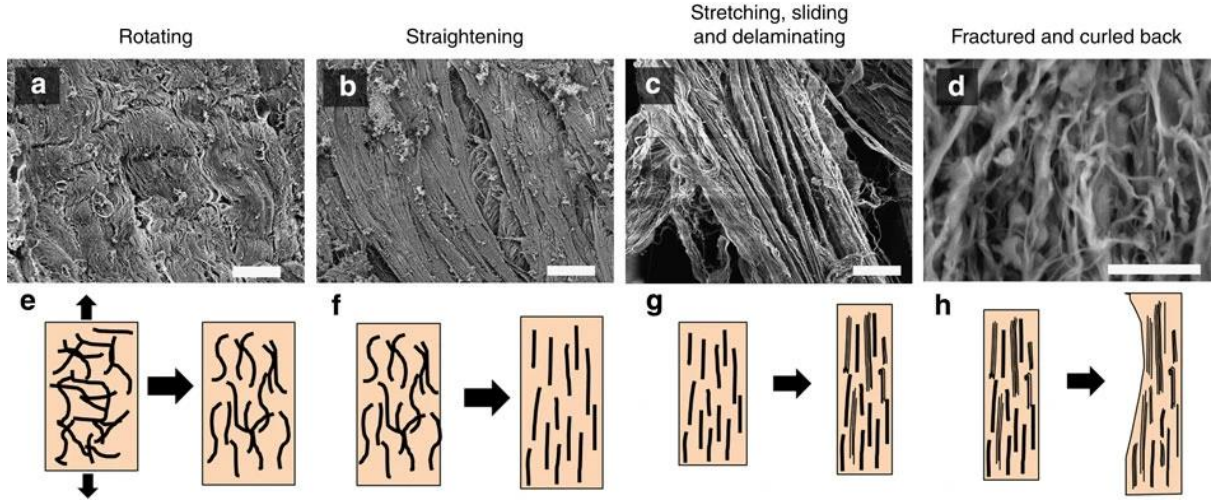 Rotating
Straightening
Stretching, sliding
and delaminating
Fractured and curled back
a
b
c
d
e
f
g
h